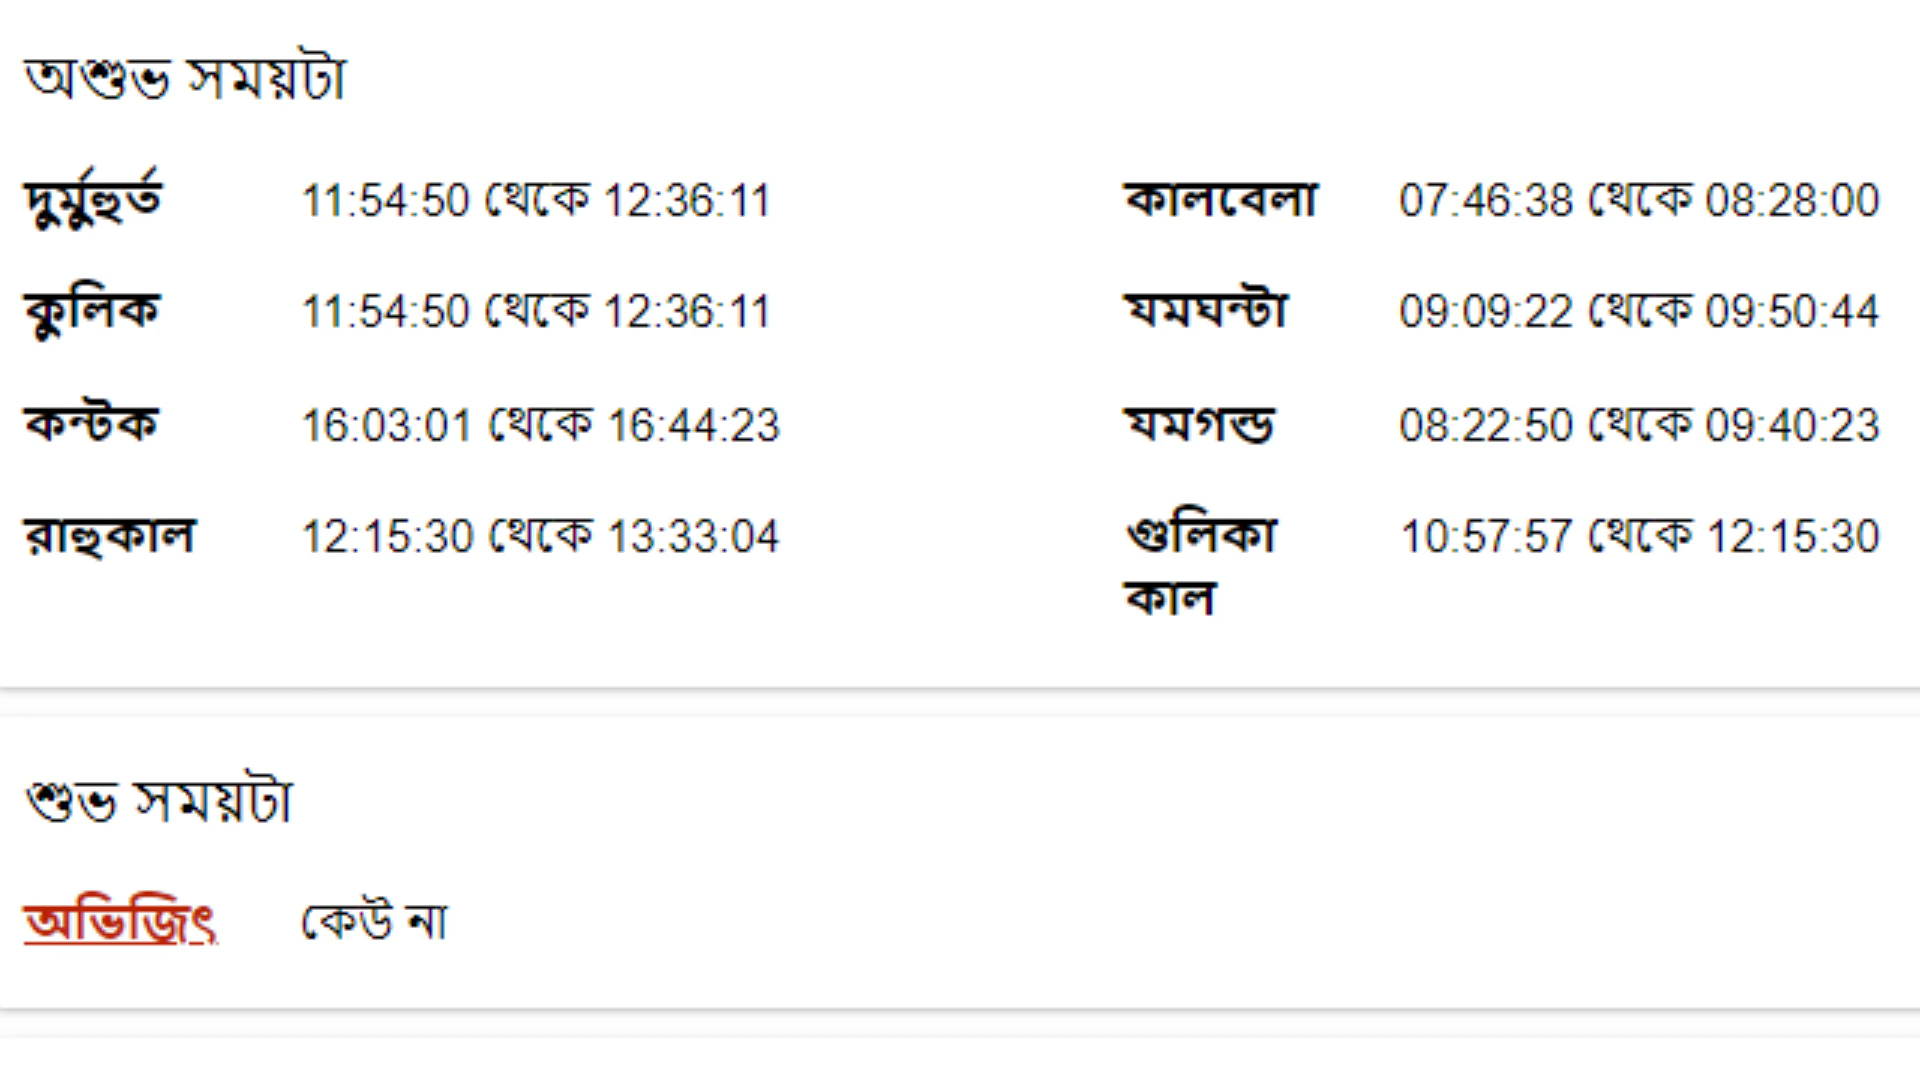 অশুভ সময়টা
দুর্মুহুর্ত 11:54:50 থেকে 12:36:11 কালবেলা 07:46:38 থেকে 08:28:00
কুলিক 11:54:50 থেকে 12:36:11 যমঘন্টা 09:09:22 থেকে 09:50:44
কন্টক 16:03:01 থেকে 16:44:23 যমগন্ড 08:22:50 থেকে 09:40:23
রাহুকাল 12:15:30 থেকে 13:33:04 গুলিকা 10:57:57 থেকে 12:15:30
কাল
শুভ সময়টা
অভিজিৎ কেউ না